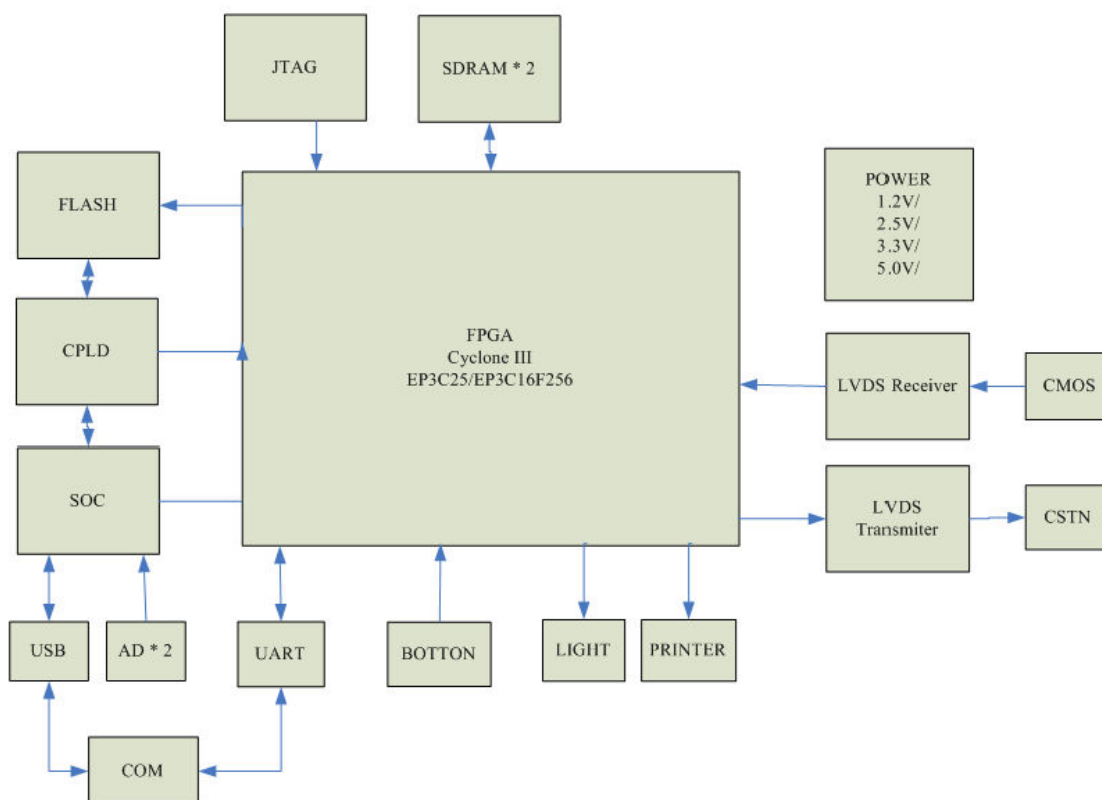 JTAG
SDRAM * 2
FLASH
POWER
1.2V/
2.5V/
3.3V/
5.0V/
CPLD
FPGA
Cyclone III
EP3C25/EP3C16F256
LVDS Receiver
CMOS
SOC
LVDS
Transmiter
CSTN
USB
AD * 2
UART
BOTTON
LIGHT
PRINTER
COM